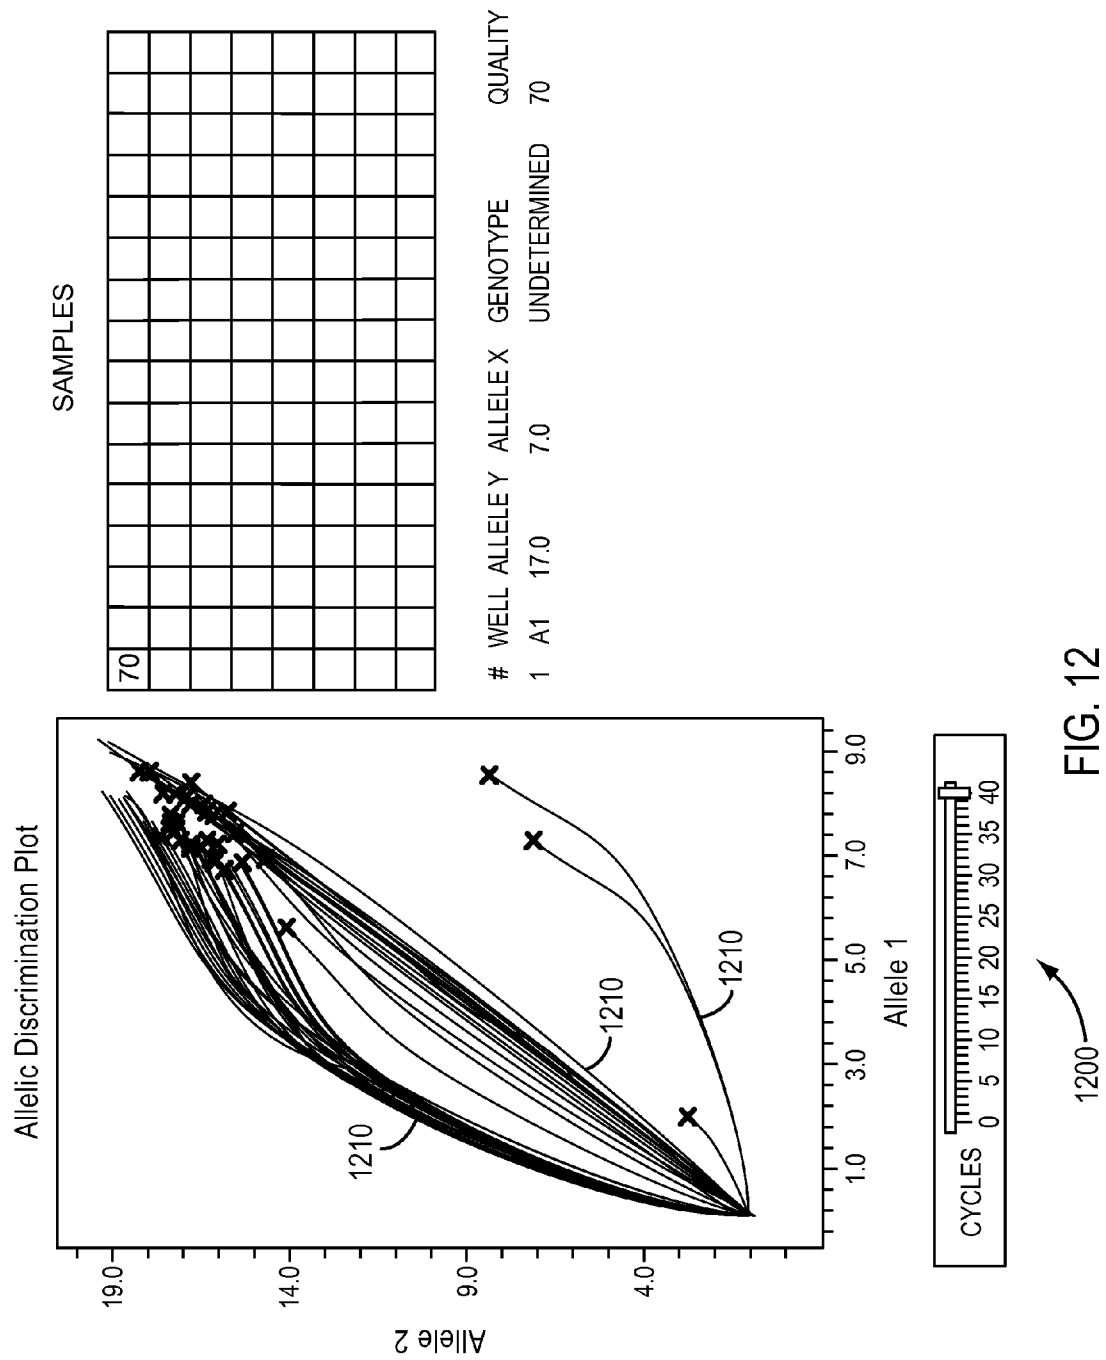 Allelic Discrimination Plot
19.0
14.0
9.0
4.0
Allele 2
1.0
3.0
5.0
7.0
9.0
Allele 1
1210
1210
1210
CYCLES
0 5 10 15 20 25 30 35 40
1200
SAMPLES
70
# WELL ALLELE Y ALLELE X GENOTYPE QUALITY
1 A1 17.0 7.0 UNDETERMINED 70
FIG. 12